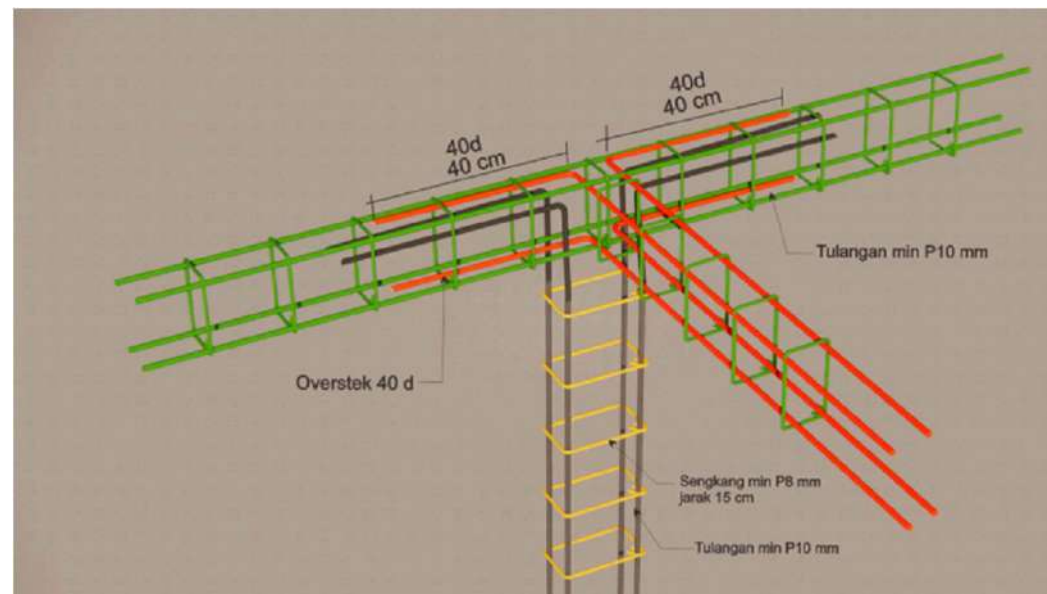 40d
40 cm
40d
40 cm
Tulangan min P10 mm
Overstek 40 d
Sengkang min P8 mm
jarak 15 cm
Tulangan min P10 mm